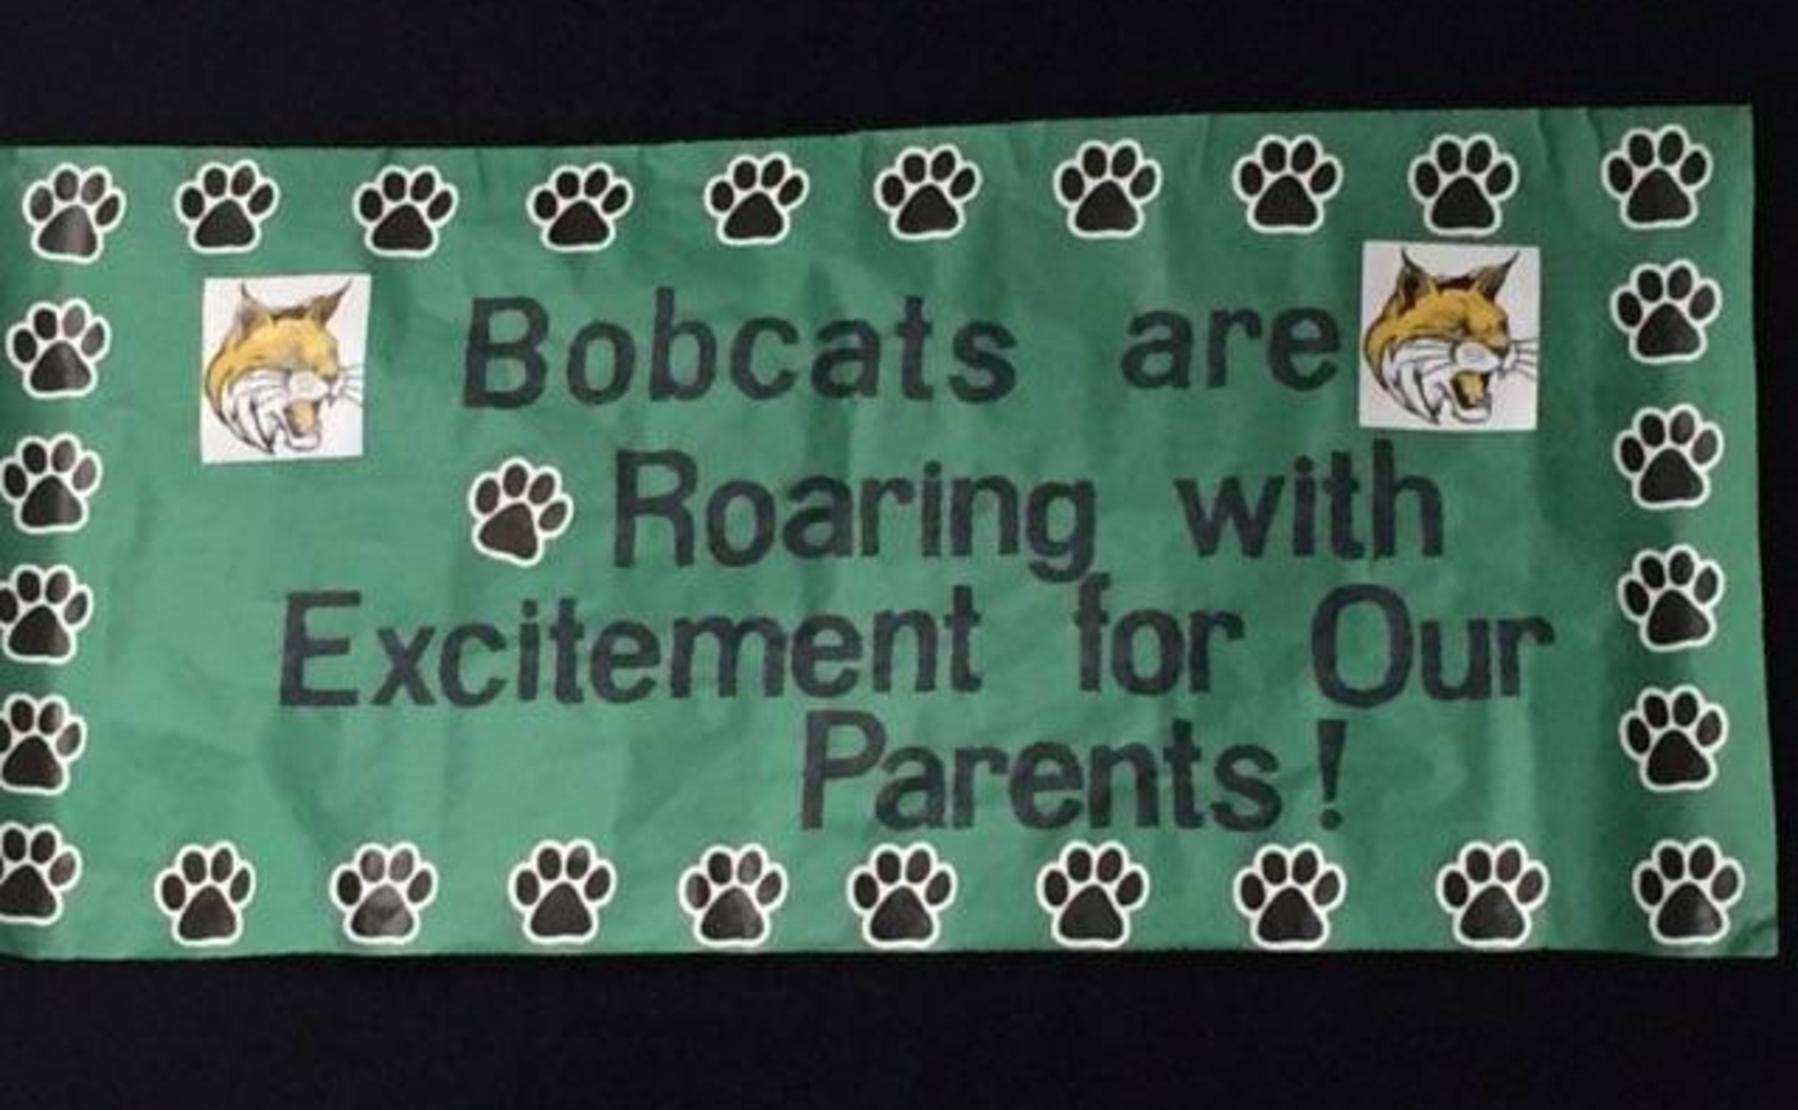 Bobcats are
Roaring with
Excitement for Our
Parents!